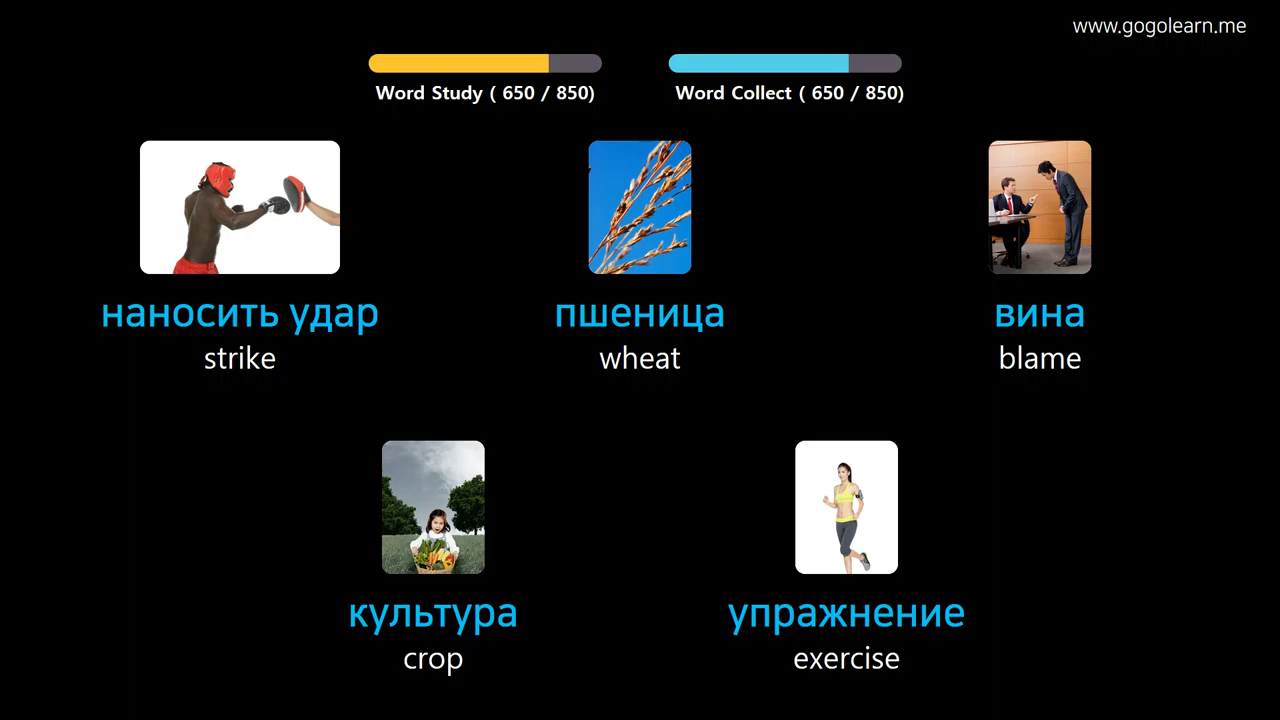 www.gogolearn.me
Word Study ( 650 / 850)
Word Collect ( 650 / 850)
наносить удар
strike
пшеница
wheat
вина
blame
культура
crop
упражнение
exercise